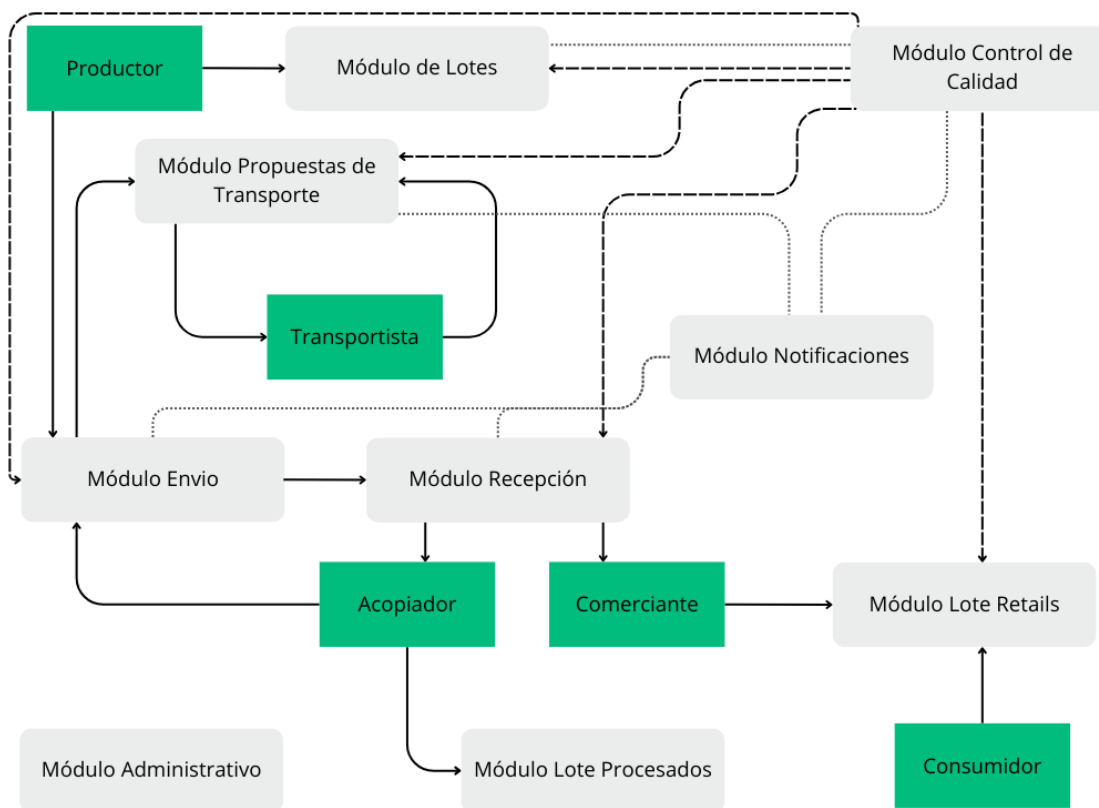 Productor
Módulo de Lotes
Módulo Control de
Calidad
Módulo Propuestas de
Transporte
Transportista
Módulo Notificaciones
Módulo Envio
Módulo Recepción
Acopiador
Comerciante
Módulo Lote Retails
Módulo Administrativo
Módulo Lote Procesados
Consumidor